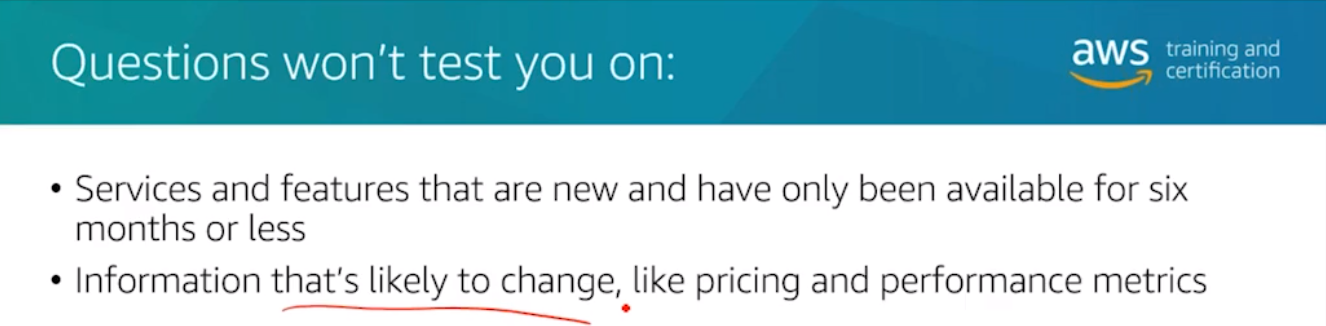 Questions won't test you on:
aws training and
certification
• Services and features that are new and have only been available for six
months or less
• Information that's likely to change, like pricing and performance metrics